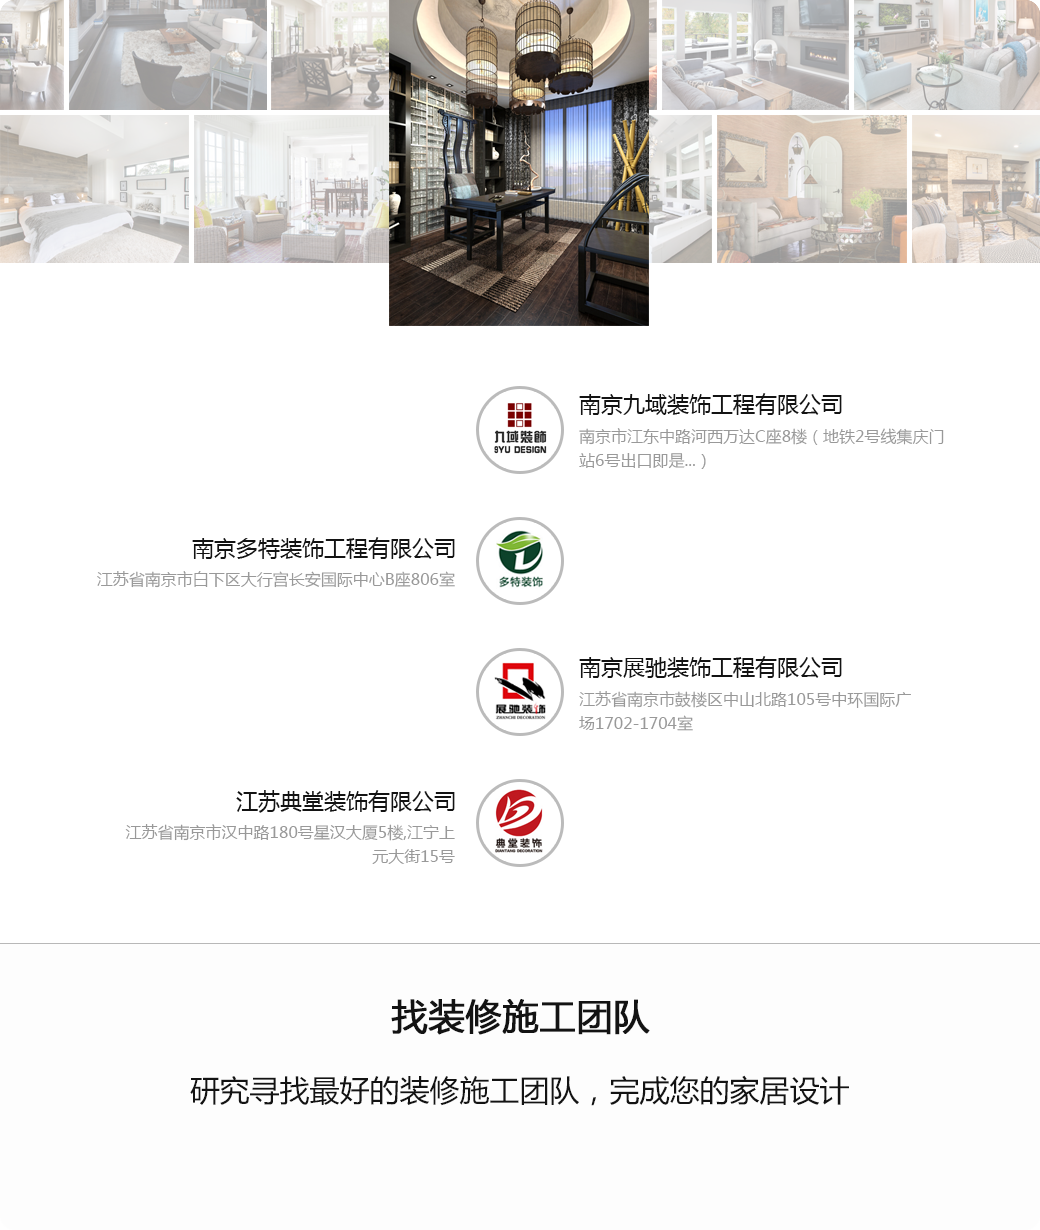 九域装飾
9YU DESIGN
南京九域装饰工程有限公司
南京市江东中路河西万达C座8楼（地铁2号线集庆门
站6号出口即是...）
南京多特装饰工程有限公司
江苏省南京市白下区大行宫长安国际中心B座806室
多特装饰
展驰装饰
ZHANCHI DECORATION
南京展驰装饰工程有限公司
江苏省南京市鼓楼区中山北路105号中环国际广
场1702-1704室
江苏典堂装饰有限公司
江苏省南京市汉中路180号星汉大厦5楼,江宁上
元大街15号
典堂装饰
DIANTANG DECORATION
找装修施工团队
研究寻找最好的装修施工团队，完成您的家居设计